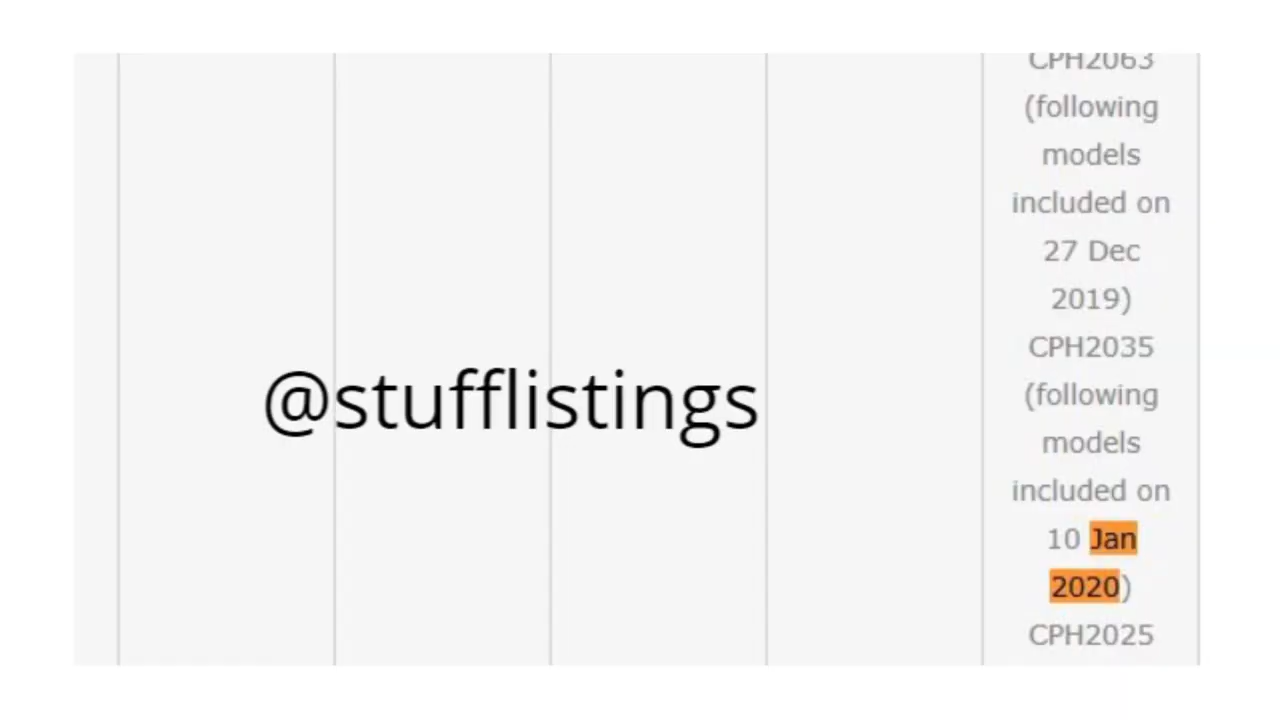 CPH2063
(following
models
included on
27 Dec
2019)
CPH2035
(following
models
included on
10 Jan
2020)
CPH2025
@stufflistings